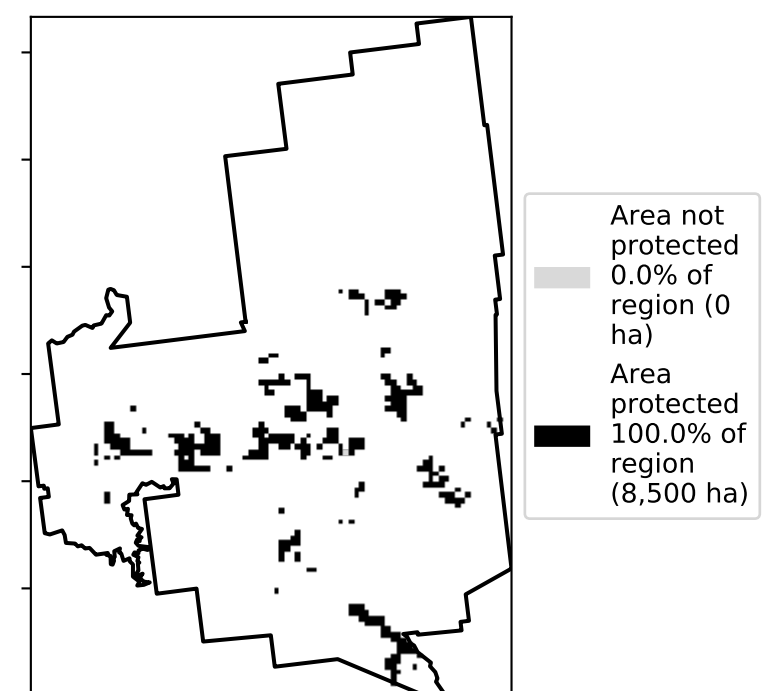 Area not
protected
0.0% of
region (0
ha)
Area
protected
100.0% of
region
(8,500 ha)